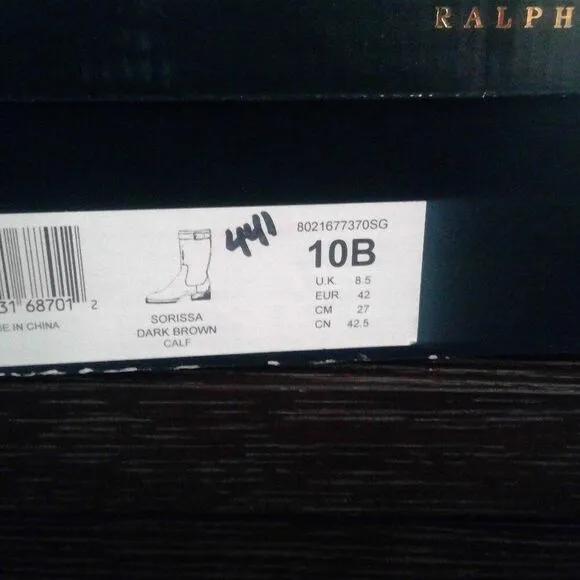 RALPH
8021677370SG
441
10B
U.K. 8.5
EUR 42
CM 27
CN 42.5
31 68701 2
E IN CHINA
SORISSA
DARK BROWN
CALF